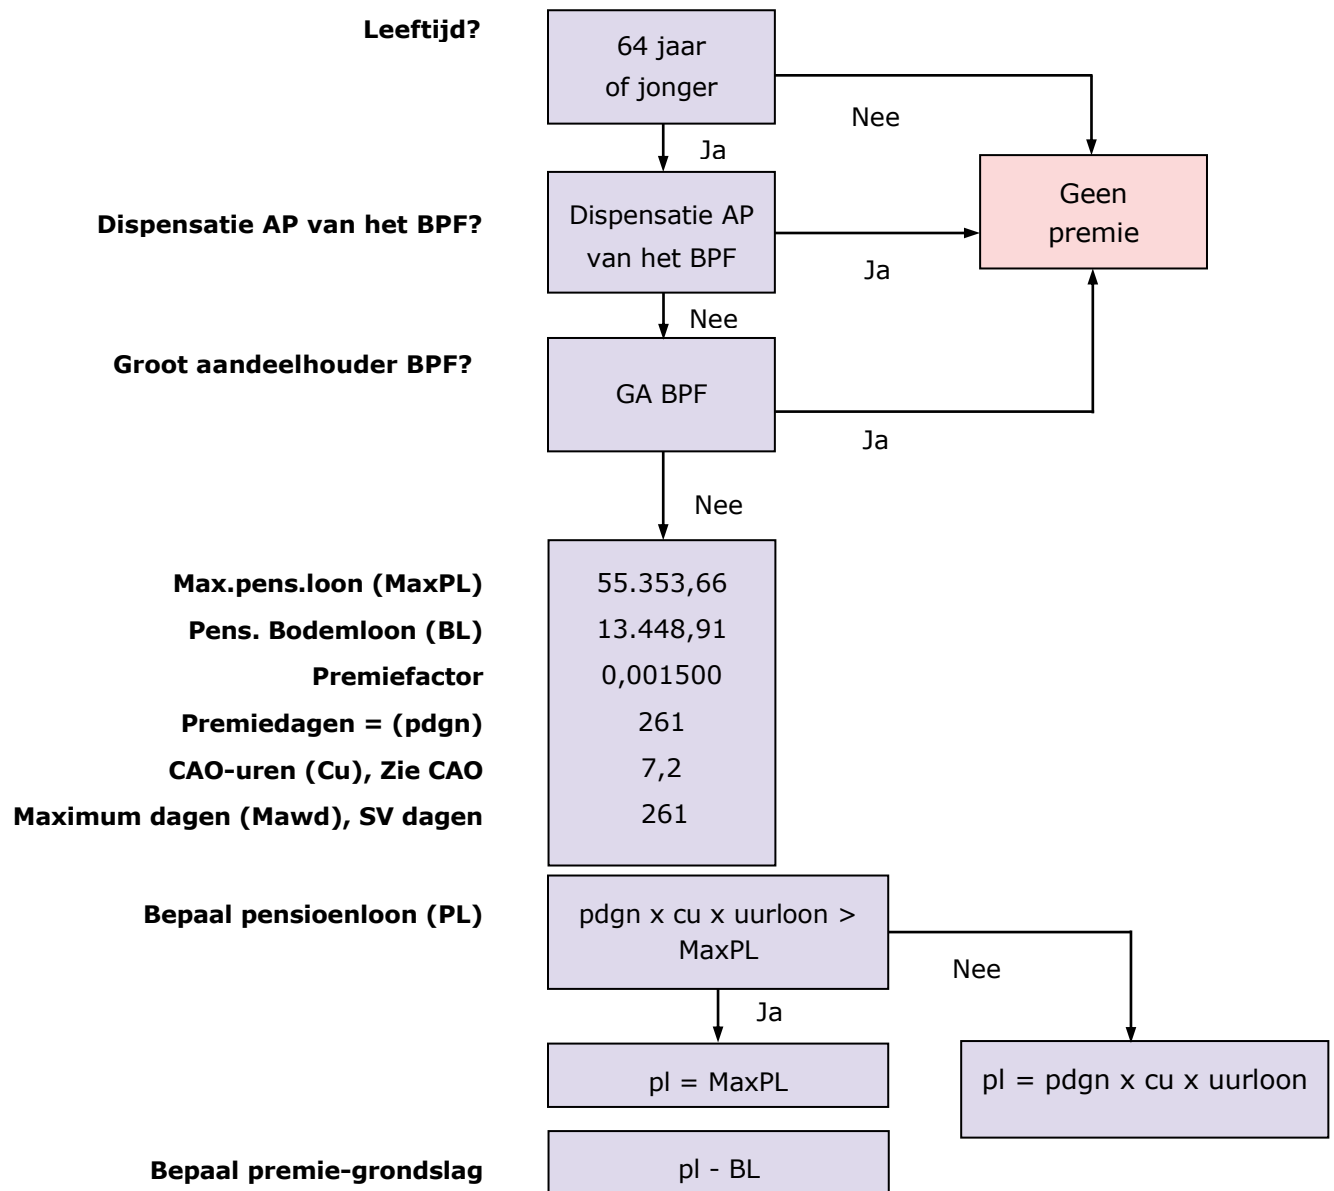 Leeftijd?
64 jaar
of jonger
Nee
Ja
Dispensatie AP van het BPF?
Dispensatie AP
van het BPF
Geen
premie
Ja
Nee
Groot aandeelhouder BPF?
GA BPF
Ja
Nee
Max.pens.loon (MaxPL) 55.353,66
Pens. Bodemloon (BL) 13.448,91
Premiefactor 0,001500
Premiedagen = (pdgn) 261
CAO-uren (Cu), Zie CAO 7,2
Maximum dagen (Mawd), SV dagen 261
Bepaal pensioenloon (PL)
pdgn x cu x uurloon >
MaxPL
Nee
Ja
pl = MaxPL
pl = pdgn x cu x uurloon
Bepaal premie-grondslag
pl - BL